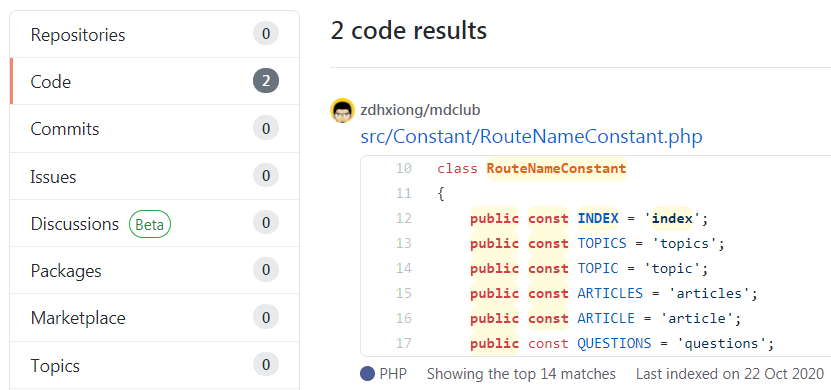 Repositories 0
Code 2
Commits 0
Issues 0
Discussions Beta 0
Packages 0
Marketplace 0
Topics 0
2 code results
zdhxiong/mdclub
src/Constant/RouteNameConstant.php
10 class RouteNameConstant
11 {
12 public const INDEX = 'index';
13 public const TOPICS = 'topics';
14 public const TOPIC = 'topic';
15 public const ARTICLES = 'articles';
16 public const ARTICLE = 'article';
17 public const QUESTIONS = 'questions';
PHP Showing the top 14 matches Last indexed on 22 Oct 2020